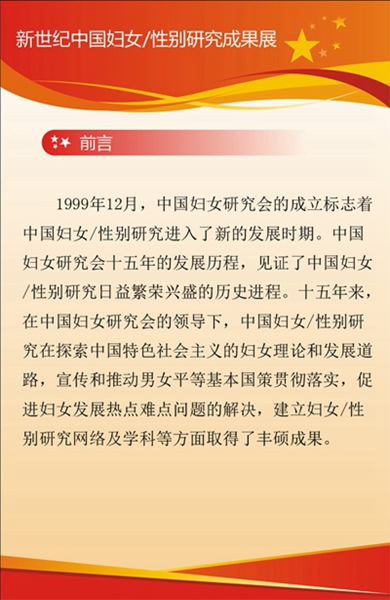 新世纪中国妇女/性别研究成果展
前言
1999年12月，中国妇女研究会的成立标志着
中国妇女/性别研究进入了新的发展时期。中国
妇女研究会十五年的发展历程，见证了中国妇女
/性别研究日益繁荣兴盛的历史进程。十五年来，
在中国妇女研究会的领导下，中国妇女/性别研
究在探索中国特色社会主义的妇女理论和发展道
路，宣传和推动男女平等基本国策贯彻落实，促
进妇女发展热点难点问题的解决，建立妇女/性
别研究网络及学科等方面取得了丰硕成果。